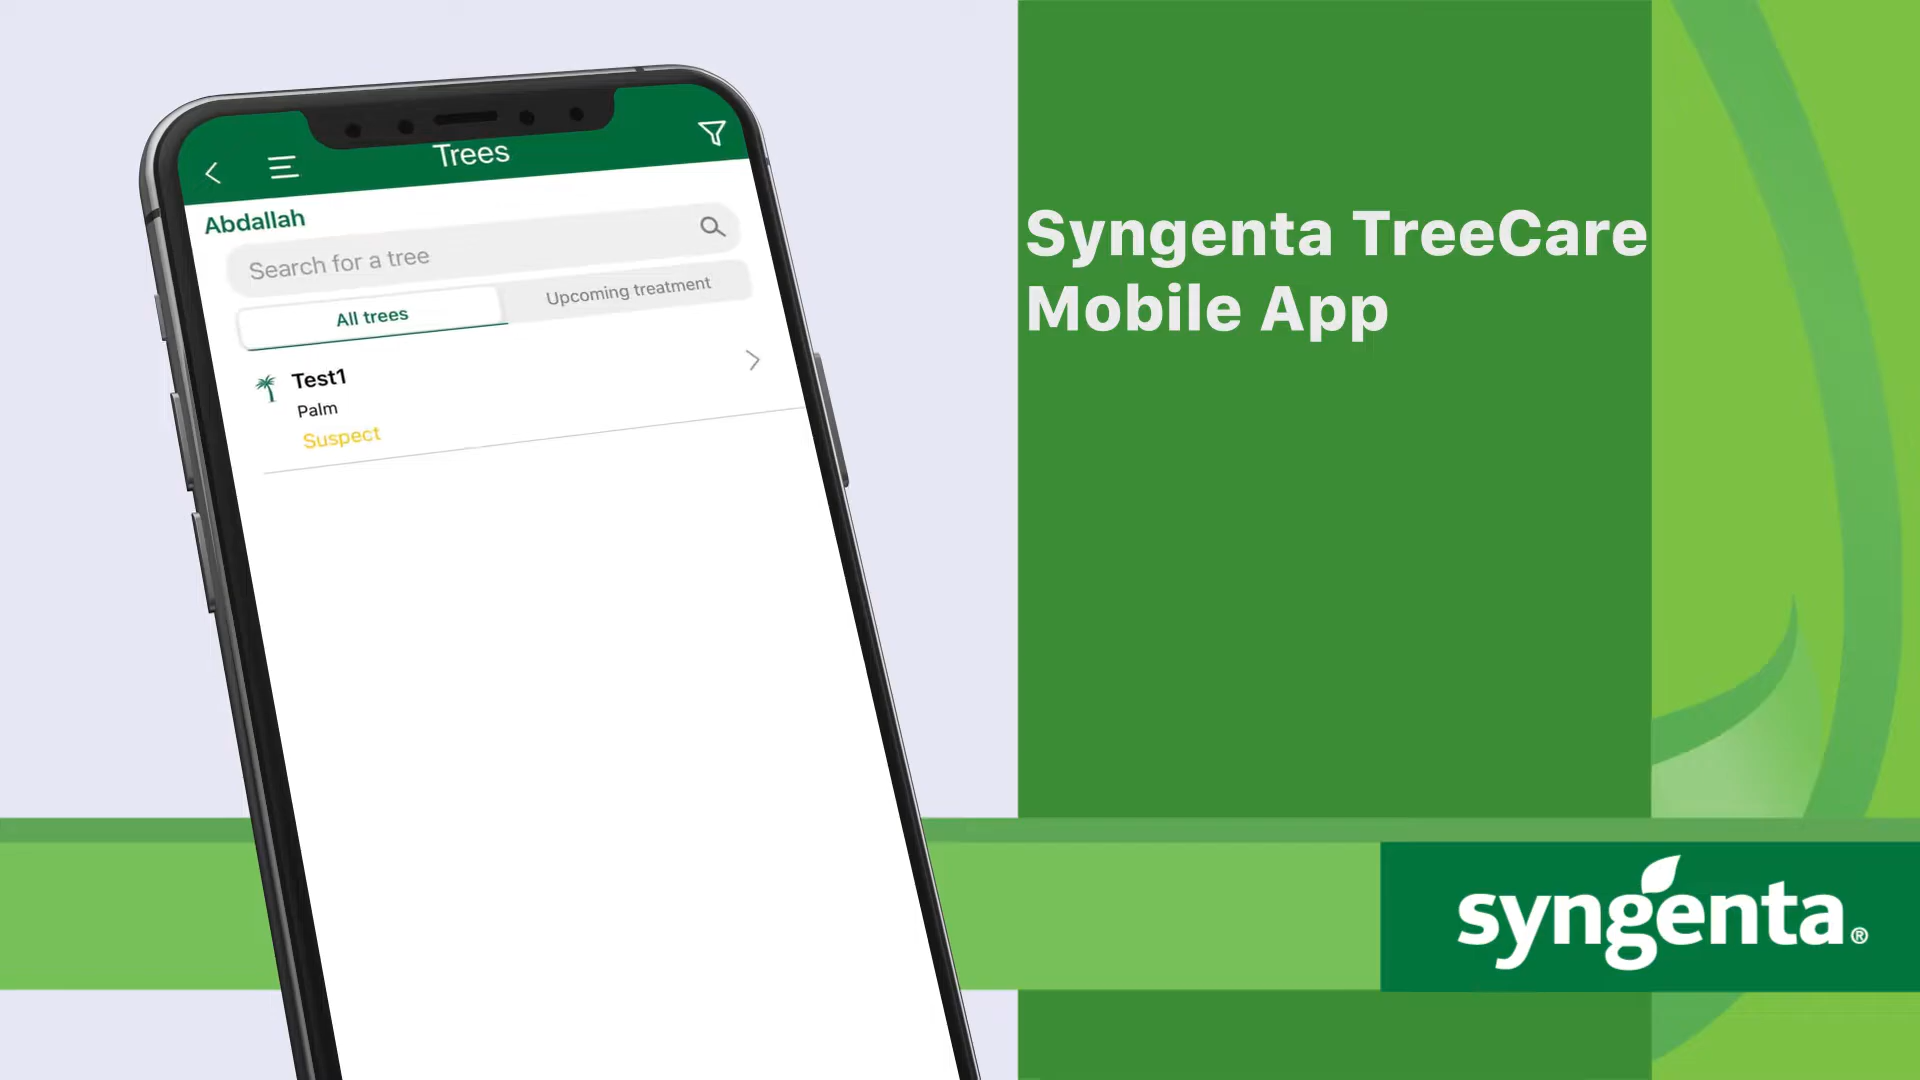 Trees
Abdallah
Search for a tree
All trees
Upcoming treatment
Test1
Palm
Suspect
Syngenta TreeCare
Mobile App
syngenta®